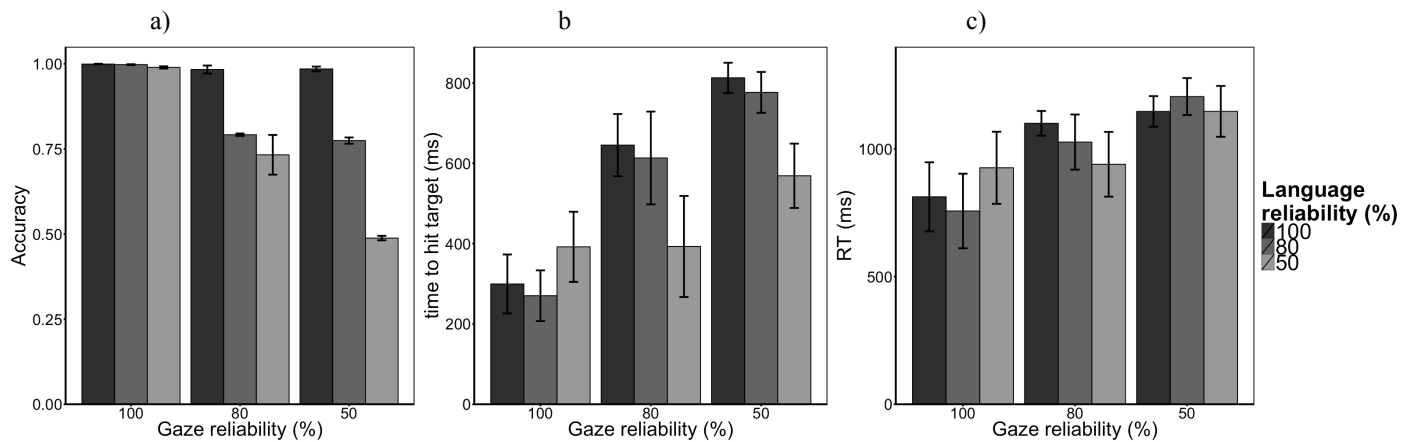 a)
b
c)
Accuracy
1.00
0.75
0.50
0.25
0.00
100
80
50
Gaze reliability (%)
time to hit target (ms)
800
600
400
200
0
100
80
50
Gaze reliability (%)
RT (ms)
1000
500
0
100
80
50
Gaze reliability (%)
Language
reliability (%)
100
80
50